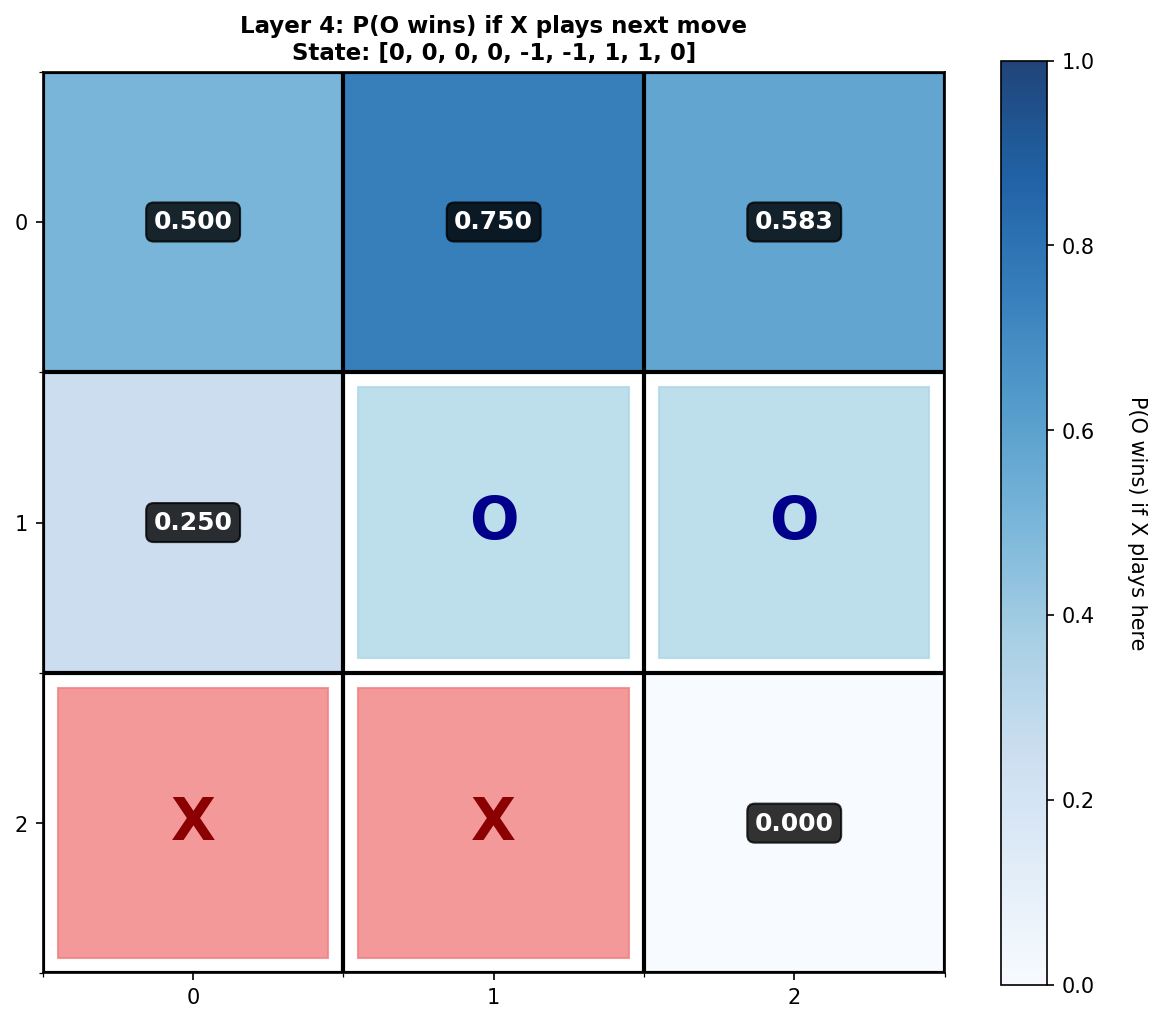 Layer 4: P(O wins) if X plays next move
State: [0, 0, 0, 0, -1, -1, 1, 1, 0]
0
0.500
0.750
0.583
1
0.250
O
O
2
X
X
0.000
0
1
2
1.0
0.8
0.6
0.4
0.2
0.0
P(O wins) if X plays here